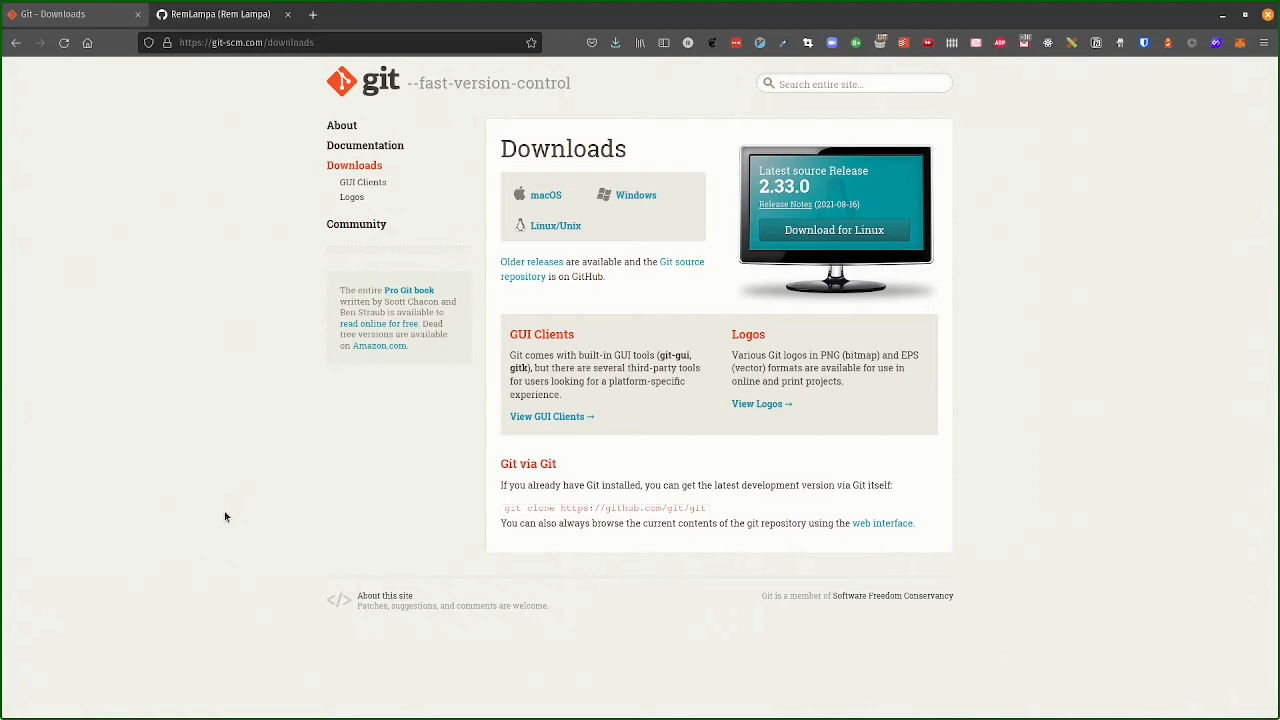 Git - Downloads
RemLampa (Rem Lampa)
https://git-scm.com/downloads
git --fast-version-control
Search entire site...
About
Documentation
Downloads
GUI Clients
Logos
Community
The entire Pro Git book
written by Scott Chacon and
Ben Straub is available to
read online for free. Dead
tree versions are available
on Amazon.com.
Downloads
macOS
Windows
Linux/Unix
Older releases are available and the Git source
repository is on GitHub.
Latest source Release
2.33.0
Release Notes (2021-08-16)
Download for Linux
GUI Clients
Git comes with built-in GUI tools (git-gui,
gitk), but there are several third-party tools
for users looking for a platform-specific
experience.
View GUI Clients →
Logos
Various Git logos in PNG (bitmap) and EPS
(vector) formats are available for use in
online and print projects.
View Logos →
Git via Git
If you already have Git installed, you can get the latest development version via Git itself:
git clone https://github.com/git/git
You can also always browse the current contents of the git repository using the web interface.
</> About this site
Patches, suggestions, and comments are welcome.
Git is a member of Software Freedom Conservancy